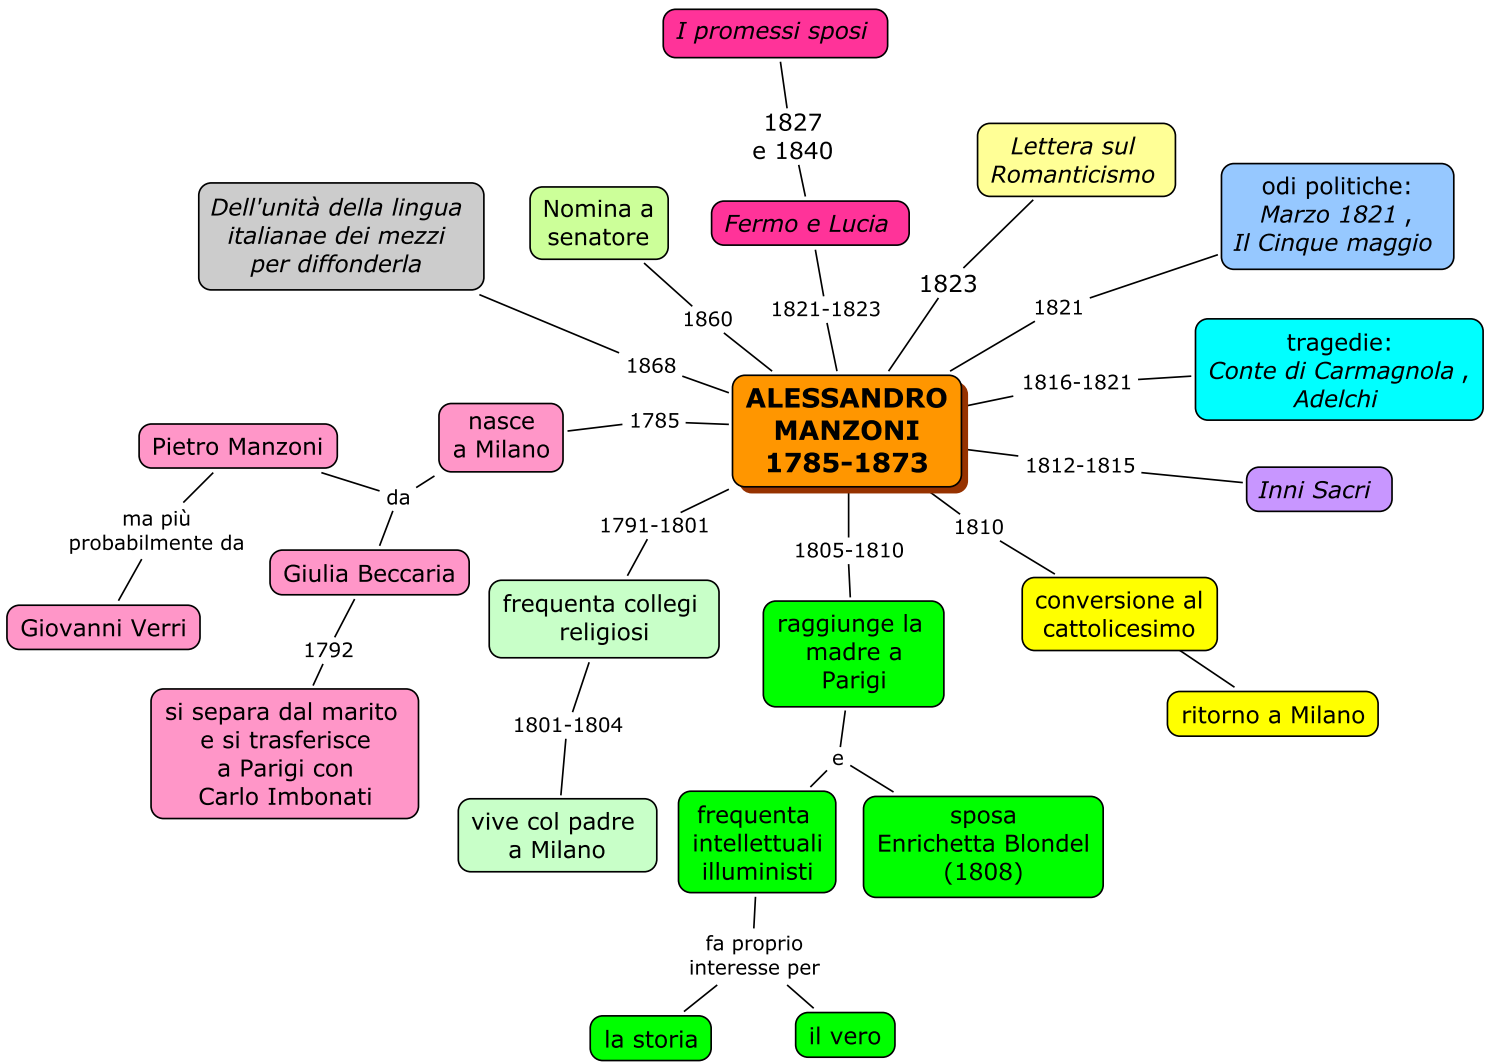 I promessi sposi
1827
e 1840
Lettera sul
Romanticismo
odi politiche:
Marzo 1821 ,
Il Cinque maggio
Dell'unità della lingua
italianae dei mezzi
per diffonderla
Nomina a
senatore
Fermo e Lucia
1823
1821-1823
1821
1860
1868
tragedie:
Conte di Carmagnola ,
Adelchi
1816-1821
ALESSANDRO
MANZONI
1785-1873
nasce
a Milano
1785
Pietro Manzoni
da
ma più
probabilmente da
Giovanni Verri
Giulia Beccaria
1792
si separa dal marito
e si trasferisce
a Parigi con
Carlo Imbonati
1812-1815
Inni Sacri
1791-1801
frequenta collegi
religiosi
1801-1804
vive col padre
a Milano
1805-1810
raggiunge la
madre a
Parigi
e
frequenta
intellettuali
illuministi
sposa
Enrichetta Blondel
(1808)
fa proprio
interesse per
la storia
il vero
1810
conversione al
cattolicesimo
ritorno a Milano